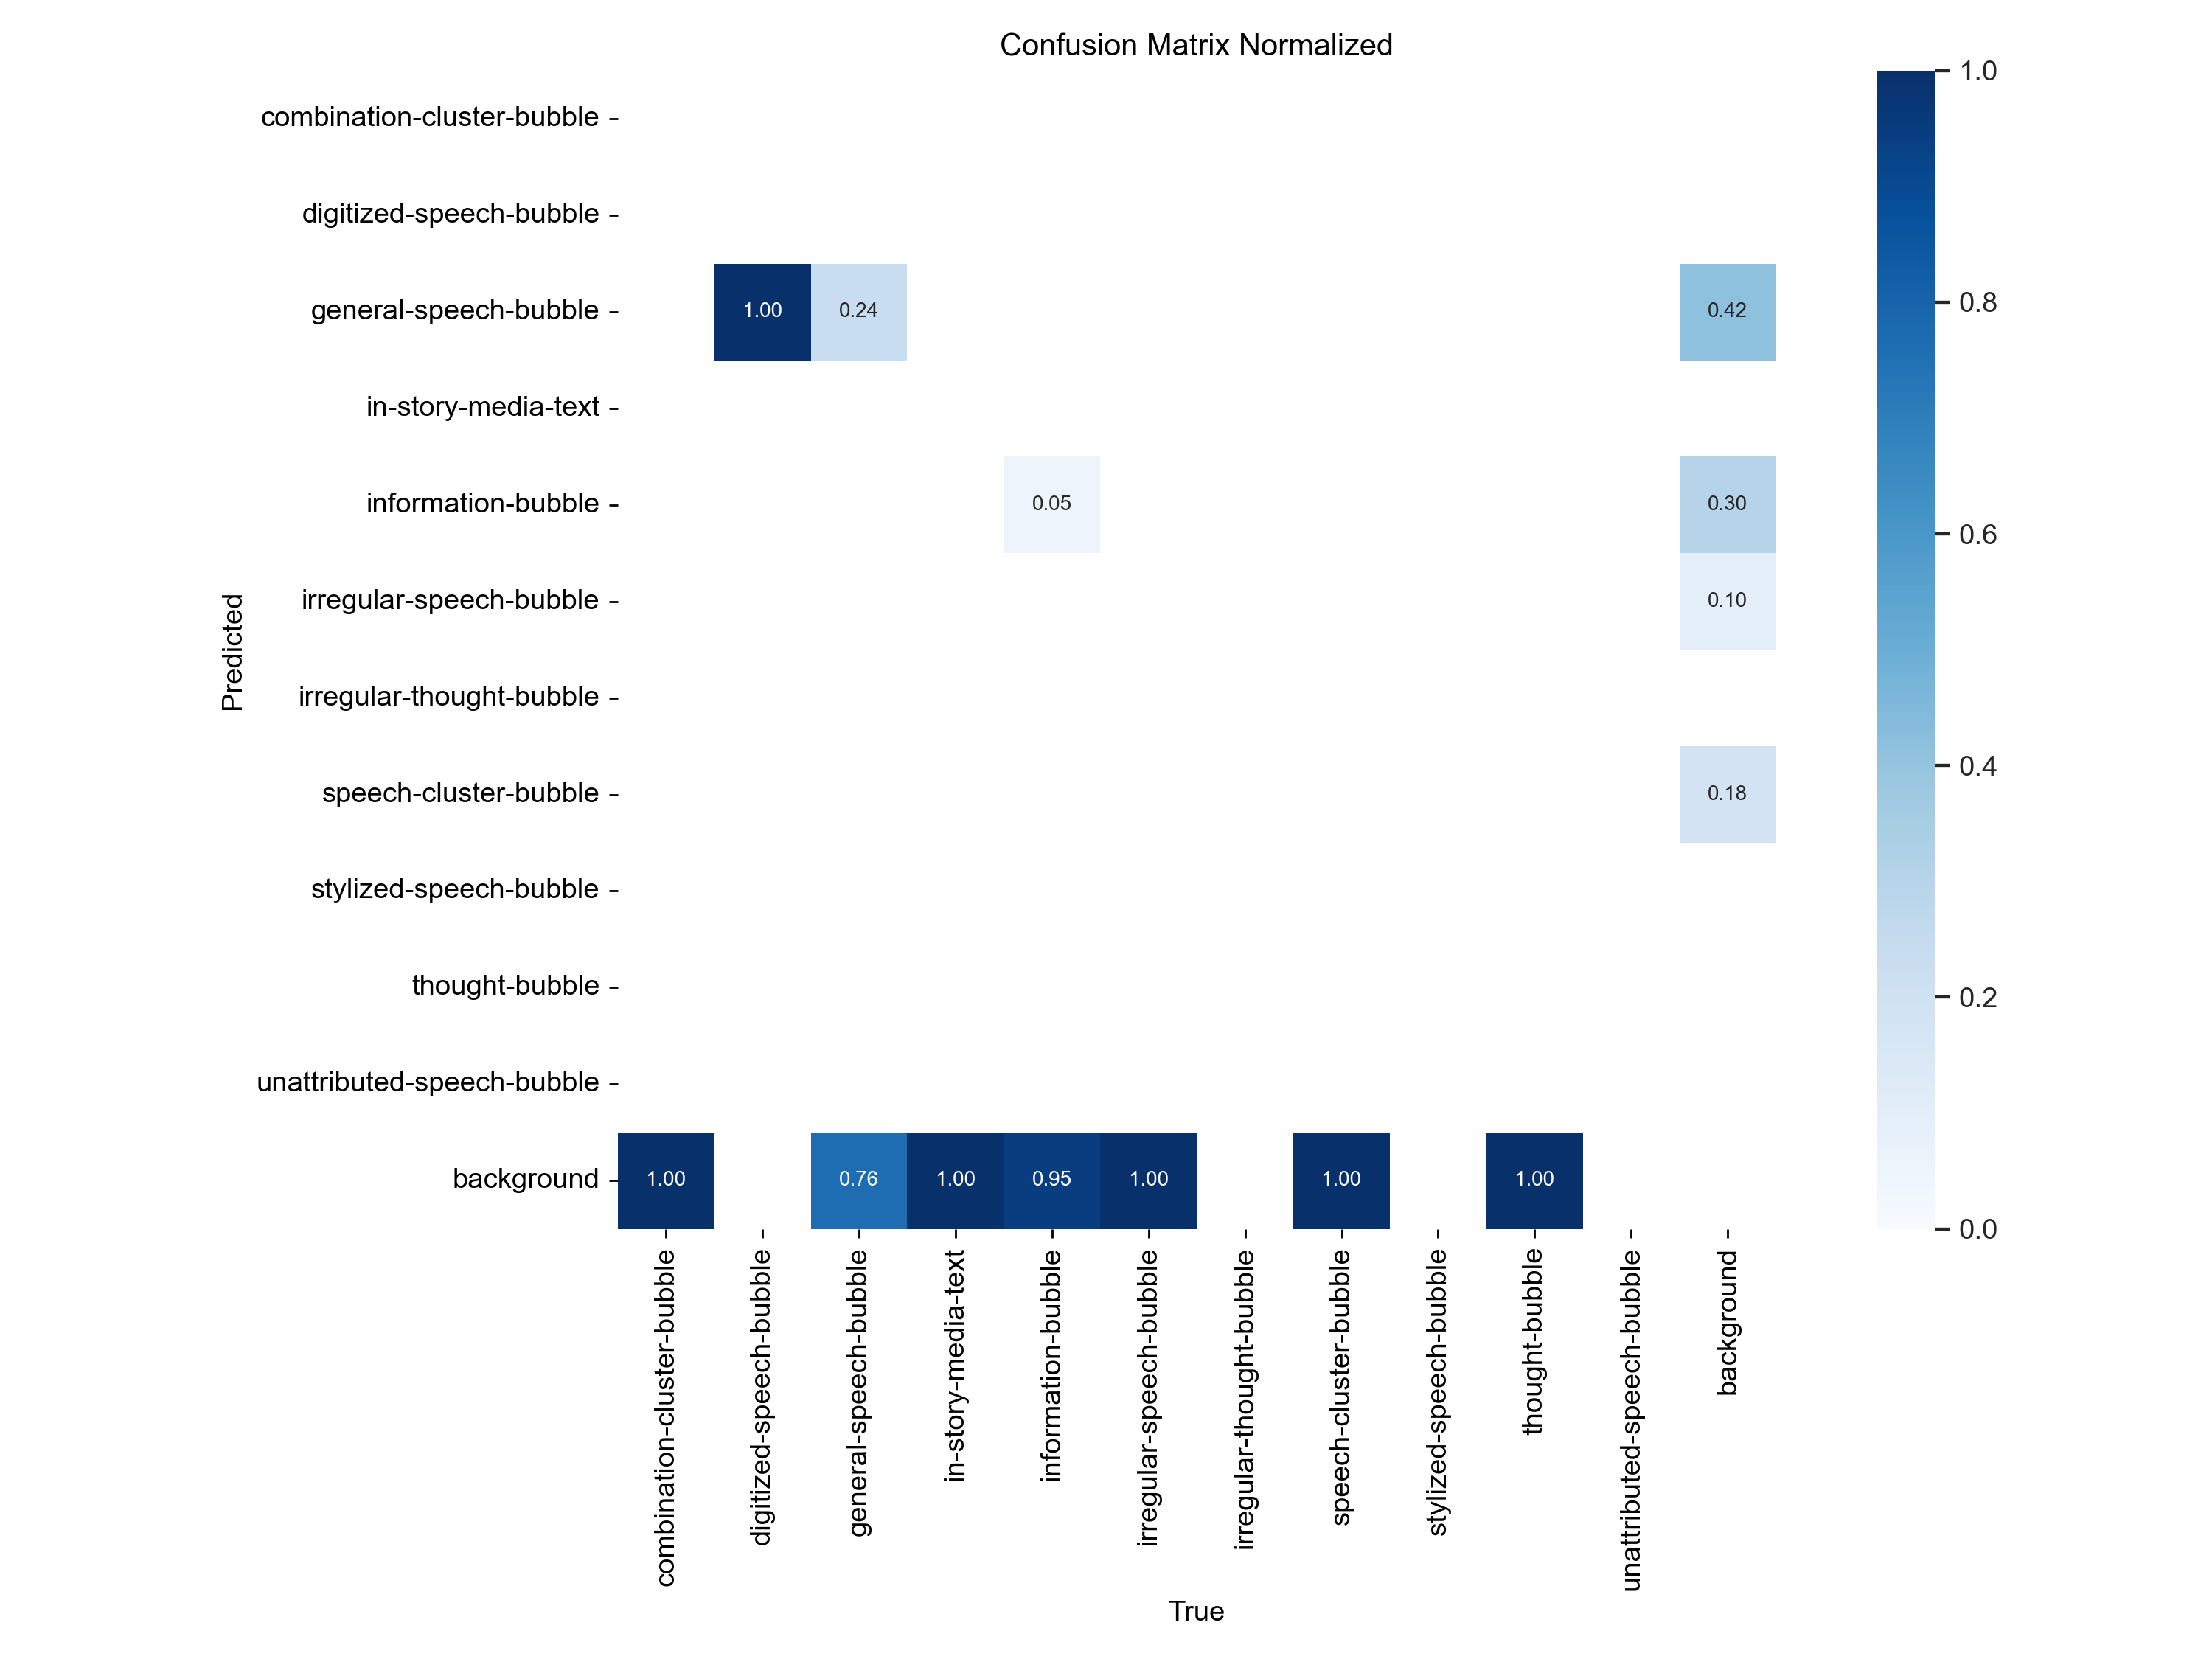 Confusion Matrix Normalized
combination-cluster-bubble
digitized-speech-bubble
general-speech-bubble
1.00 0.24 0.42
in-story-media-text
information-bubble
0.05 0.30
irregular-speech-bubble
0.10
irregular-thought-bubble
speech-cluster-bubble
0.18
stylized-speech-bubble
thought-bubble
unattributed-speech-bubble
background
1.00 0.76 1.00 0.95 1.00 1.00 1.00
Predicted
combination-cluster-bubble
digitized-speech-bubble
general-speech-bubble
in-story-media-text
information-bubble
irregular-speech-bubble
irregular-thought-bubble
speech-cluster-bubble
stylized-speech-bubble
thought-bubble
unattributed-speech-bubble
background
True
1.0
0.8
0.6
0.4
0.2
0.0